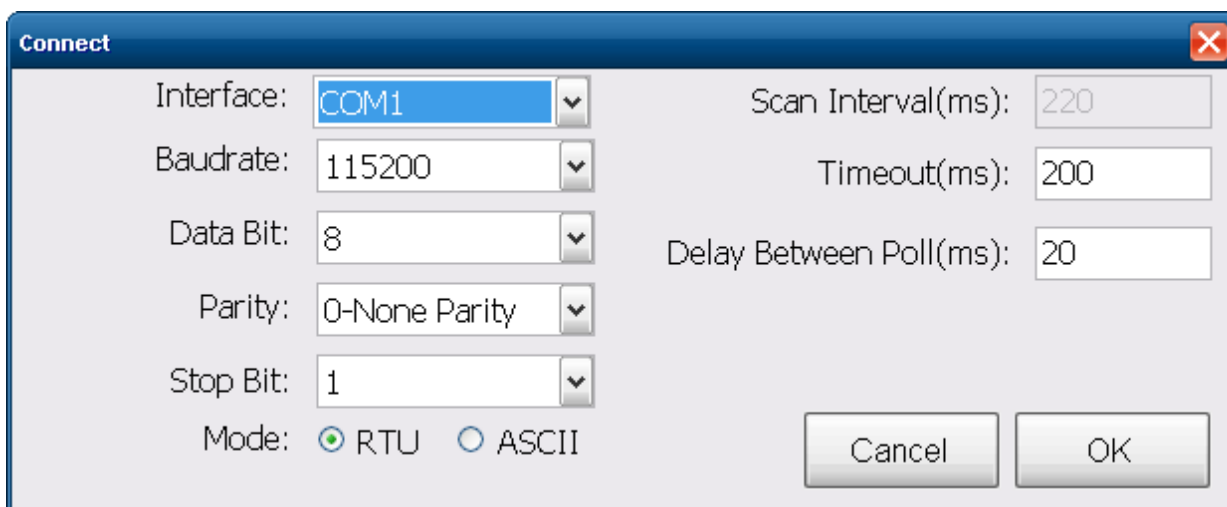 Connect
Interface: COM1
Scan Interval(ms): 220
Baudrate: 115200
Timeout(ms): 200
Data Bit: 8
Delay Between Poll(ms): 20
Parity: 0-None Parity
Stop Bit: 1
Mode: RTU ASCII
Cancel OK